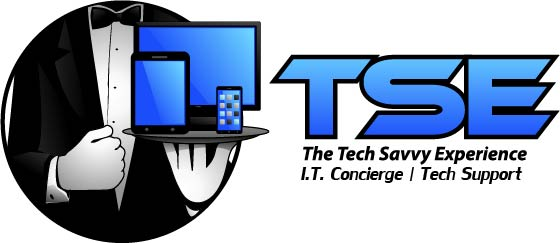 TSE
The Tech Savvy Experience
I.T. Concierge | Tech Support